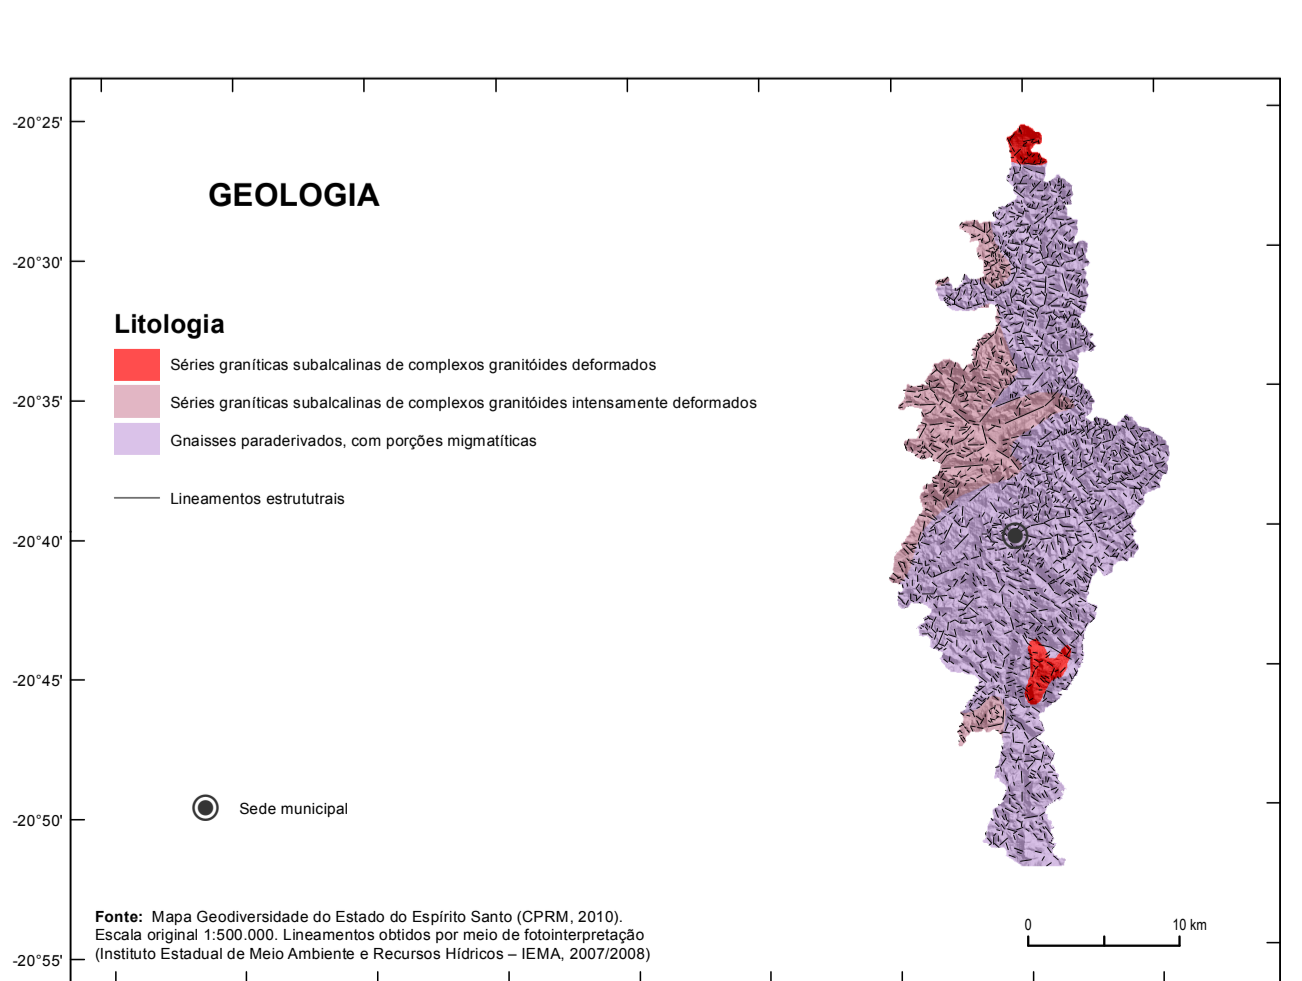 -20°25'
GEOLOGIA
-20°30'
Litologia
Séries graníticas subalcalinas de complexos granitóides deformados
-20°35'
Séries graníticas subalcalinas de complexos granitóides intensamente deformados
Gnaisses paraderivados, com porções migmatíticas
Lineamentos estrututrais
-20°40'
-20°45'
Sede municipal
-20°50'
Fonte: Mapa Geodiversidade do Estado do Espírito Santo (CPRM, 2010).
Escala original 1:500.000. Lineamentos obtidos por meio de fotointerpretação
(Instituto Estadual de Meio Ambiente e Recursos Hídricos – IEMA, 2007/2008)
0 10 km
-20°55'